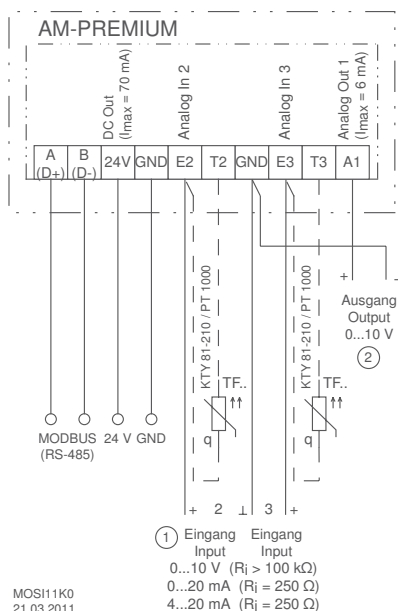 AM-PREMIUM
DC Out
(Imax = 70 mA)
Analog In 2
Analog In 3
Analog Out 1
(Imax = 6 mA)
A
(D+)
B
(D-)
24V
GND
E2
T2
GND
E3
T3
A1
+ -
Ausgang
Output
0...10 V
2
KTY 81-210 / PT 1000
KTY 81-210 / PT 1000
TF..
TF..
q
q
MODBUS
(RS-485)
24 V
GND
+ 2 ⊥ 3 +
1
Eingang Eingang
Input Input
0...10 V (Ri > 100 kΩ)
0...20 mA (Ri = 250 Ω)
4...20 mA (Ri = 250 Ω)
MOSI11K0
21.03.2011